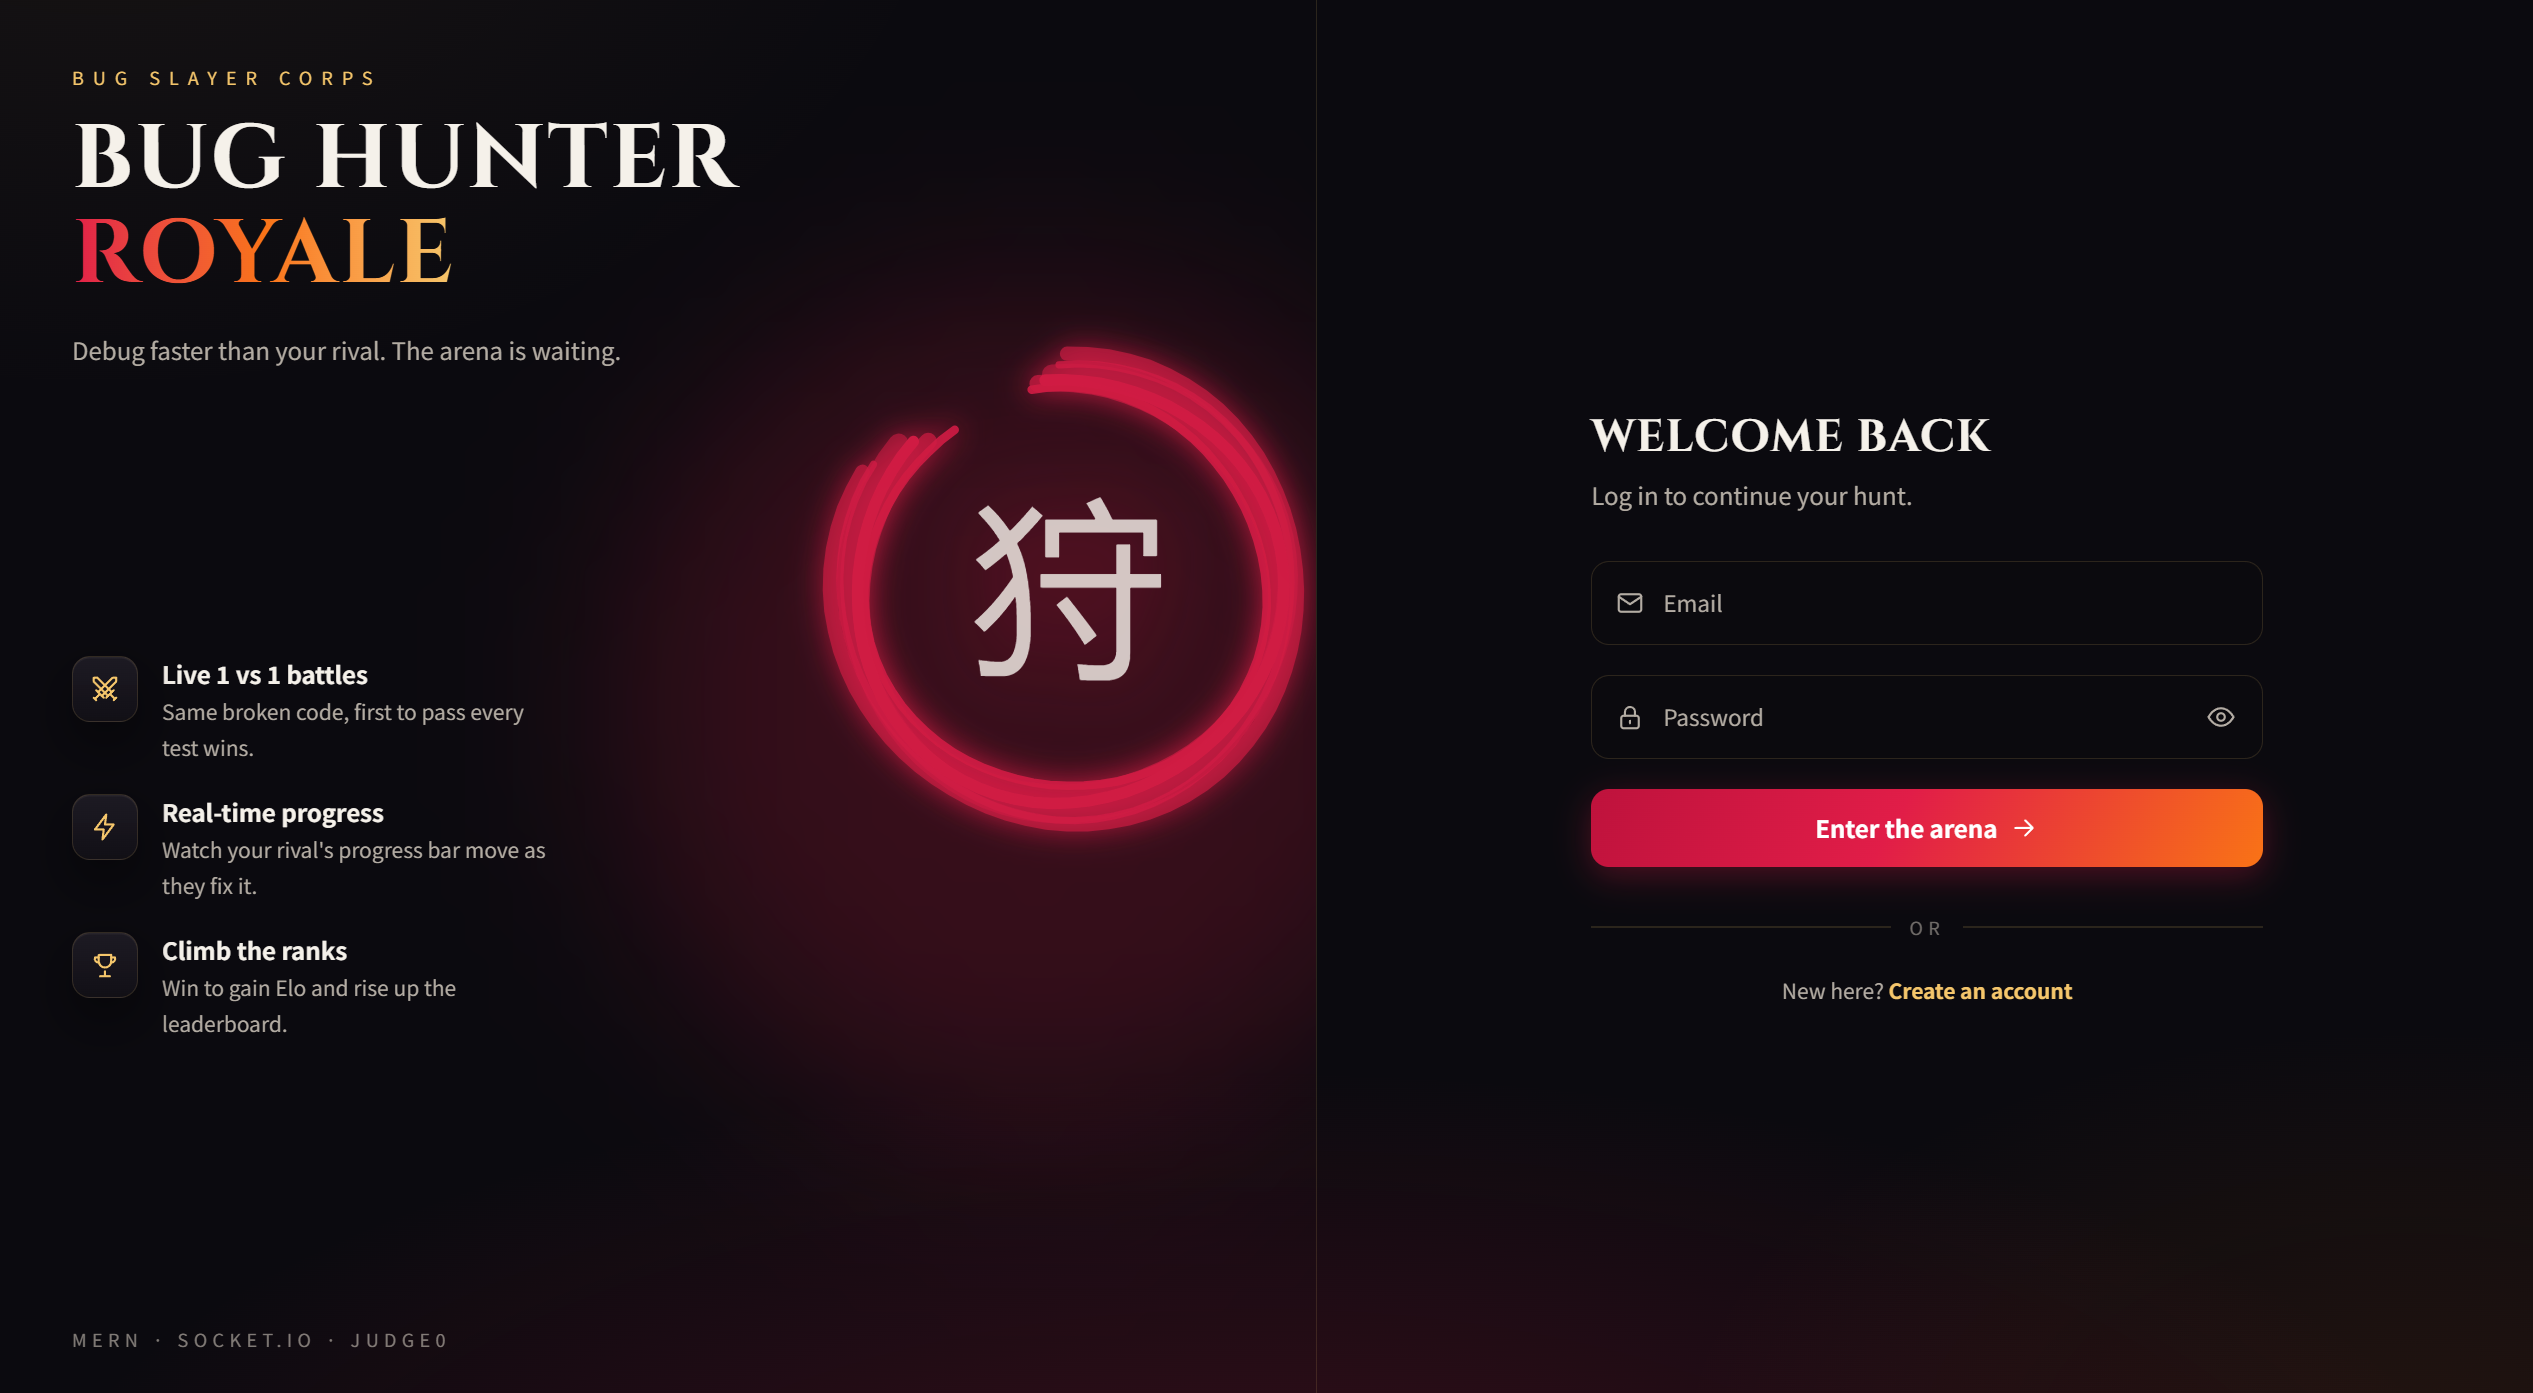 BUG SLAYER CORPS
BUG HUNTER
ROYALE
Debug faster than your rival. The arena is waiting.
狩
Live 1 vs 1 battles
Same broken code, first to pass every
test wins.
Real-time progress
Watch your rival's progress bar move as
they fix it.
Climb the ranks
Win to gain Elo and rise up the
leaderboard.
MERN · SOCKET.IO · JUDGE0
WELCOME BACK
Log in to continue your hunt.
Email
Password
Enter the arena →
OR
New here? Create an account